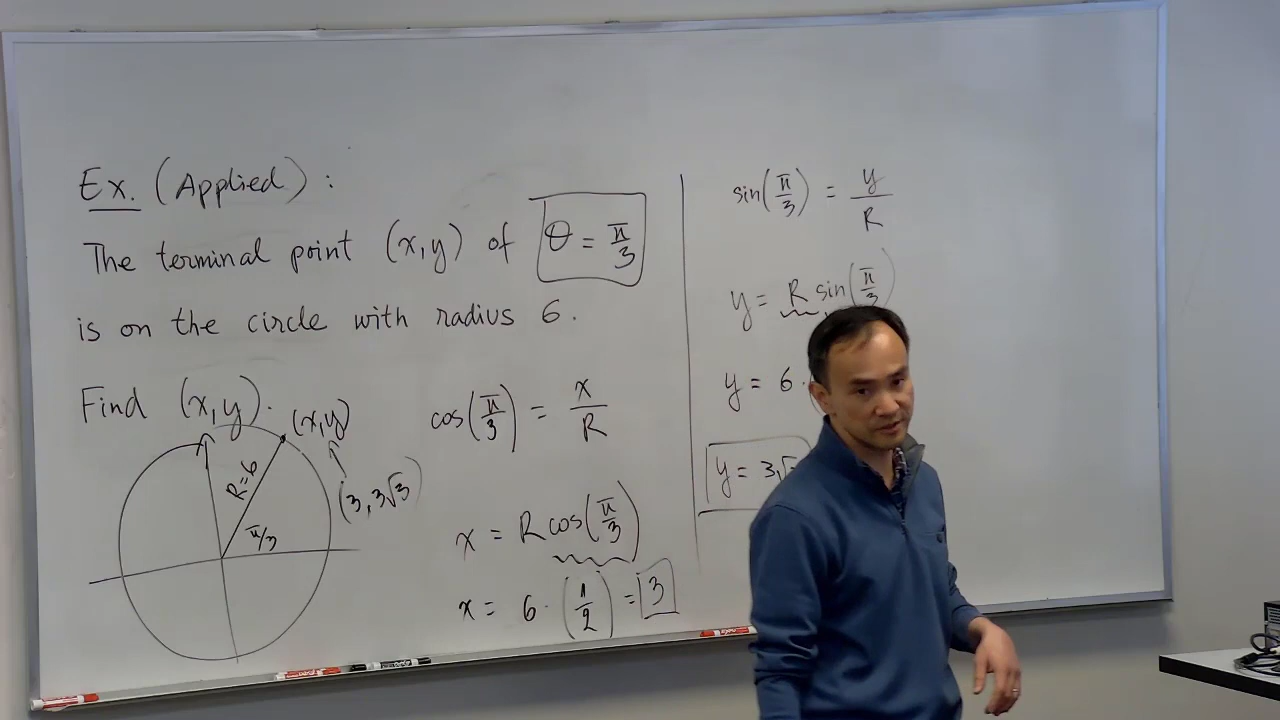 Ex. (Applied) :
The terminal point (x,y) of θ = π/3
is on the circle with radius 6.
Find (x,y).
(x,y)
R=6
π/3
(3, 3√3)
cos(π/3) = x/R
x = R cos(π/3)
x = 6 · (1/2) = 3
sin(π/3) = y/R
y = R sin(π/3)
y = 6 ·
y = 3√